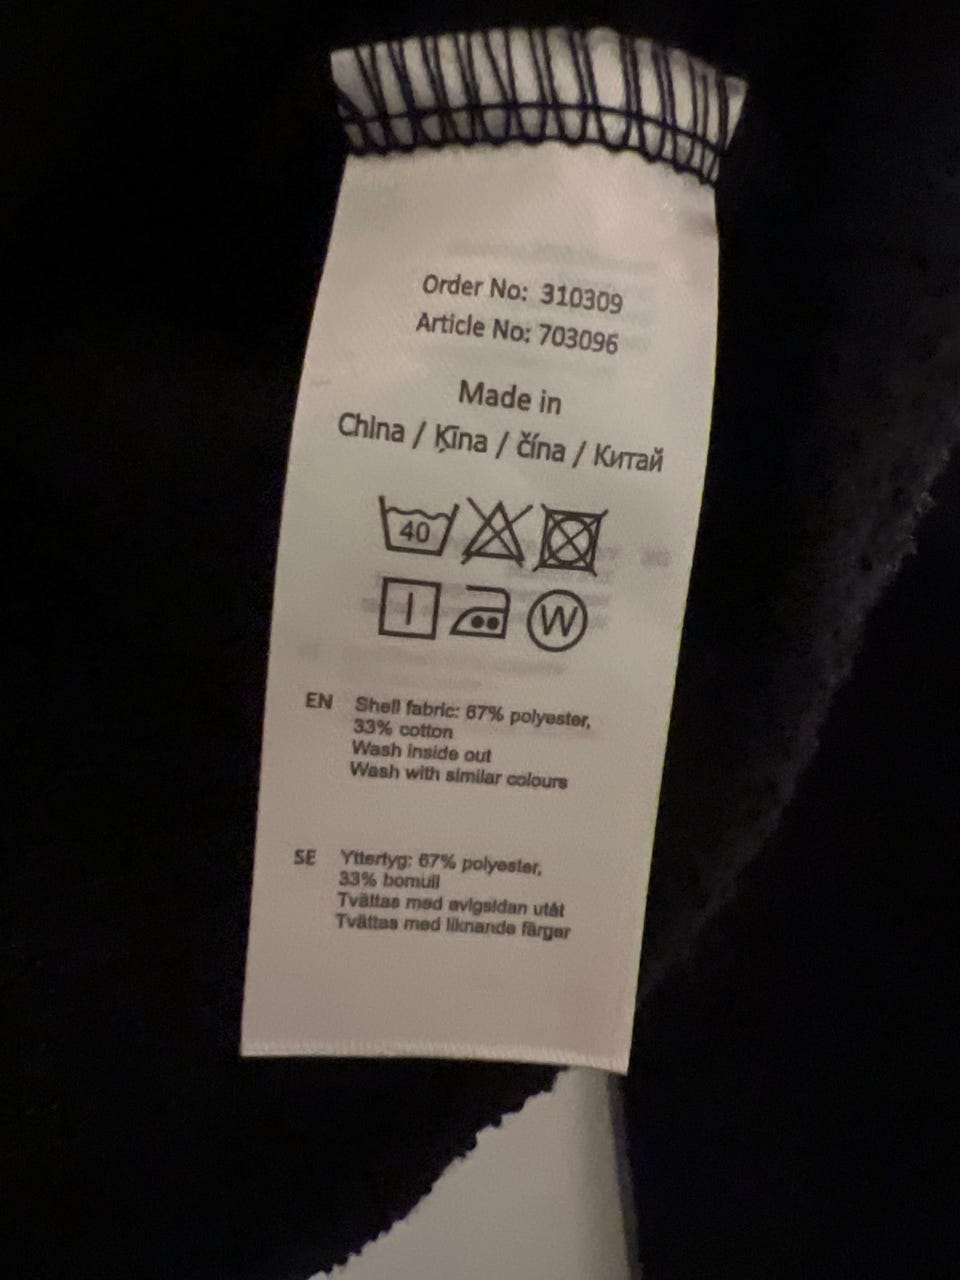 Order No: 310309
Article No: 703096
Made in
China / Ķīna / čína / Китай
40
W
EN Shell fabric: 67% polyester,
33% cotton
Wash inside out
Wash with similar colours
SE Yttertyg: 67% polyester,
33% bomull
Tvättas med avigsidan utåt
Tvättas med liknande färger